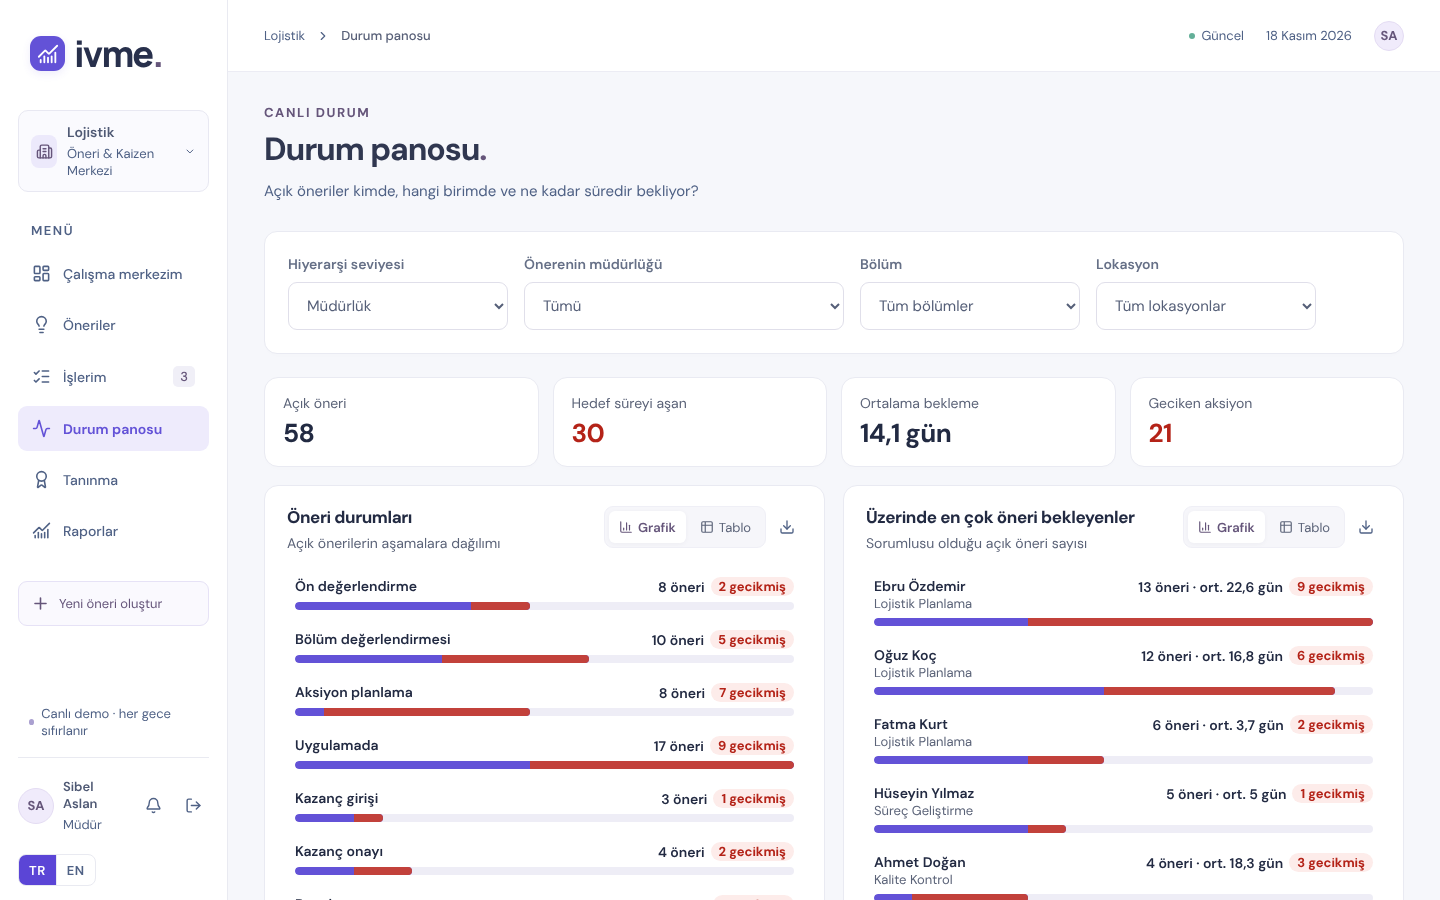 ivme.
Lojistik
Öneri & Kaizen
Merkezi
MENÜ
Çalışma merkezim
Öneriler
İşlerim 3
Durum panosu
Tanınma
Raporlar
Yeni öneri oluştur
Canlı demo · her gece
sıfırlanır
SA
Sibel
Aslan
Müdür
TR EN
Lojistik Durum panosu
Güncel 18 Kasım 2026 SA
CANLI DURUM
Durum panosu.
Açık öneriler kimde, hangi birimde ve ne kadar süredir bekliyor?
Hiyerarşi seviyesi Önerenin müdürlüğü Bölüm Lokasyon
Müdürlük Tümü Tüm bölümler Tüm lokasyonlar
Açık öneri
58
Hedef süreyi aşan
30
Ortalama bekleme
14,1 gün
Geciken aksiyon
21
Öneri durumları
Açık önerilerin aşamalara dağılımı
Grafik Tablo
Ön değerlendirme 8 öneri 2 gecikmiş
Bölüm değerlendirmesi 10 öneri 5 gecikmiş
Aksiyon planlama 8 öneri 7 gecikmiş
Uygulamada 17 öneri 9 gecikmiş
Kazanç girişi 3 öneri 1 gecikmiş
Kazanç onayı 4 öneri 2 gecikmiş
Üzerinde en çok öneri bekleyenler
Sorumlusu olduğu açık öneri sayısı
Grafik Tablo
Ebru Özdemir 13 öneri · ort. 22,6 gün 9 gecikmiş
Lojistik Planlama
Oğuz Koç 12 öneri · ort. 16,8 gün 6 gecikmiş
Lojistik Planlama
Fatma Kurt 6 öneri · ort. 3,7 gün 2 gecikmiş
Lojistik Planlama
Hüseyin Yılmaz 5 öneri · ort. 5 gün 1 gecikmiş
Süreç Geliştirme
Ahmet Doğan 4 öneri · ort. 18,3 gün 3 gecikmiş
Kalite Kontrol